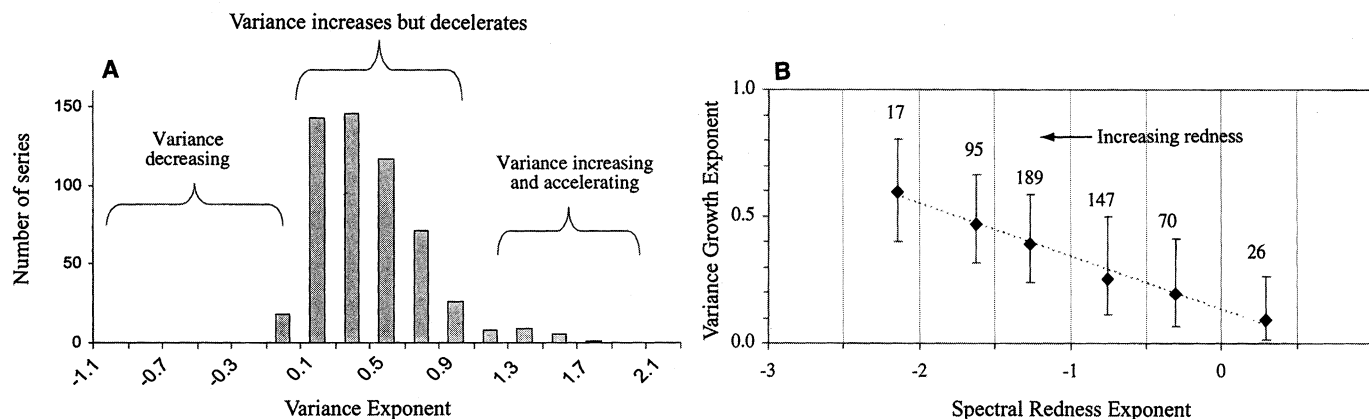 Variance increases but decelerates
A
Number of series
150
100
50
0
Variance
decreasing
Variance increasing
and accelerating
-1.1
-0.7
-0.3
0.1
0.5
0.9
1.3
1.7
2.1
Variance Exponent
B
Variance Growth Exponent
1.0
0.5
0.0
17
95
189
147
70
26
Increasing redness
-3
-2
-1
0
Spectral Redness Exponent